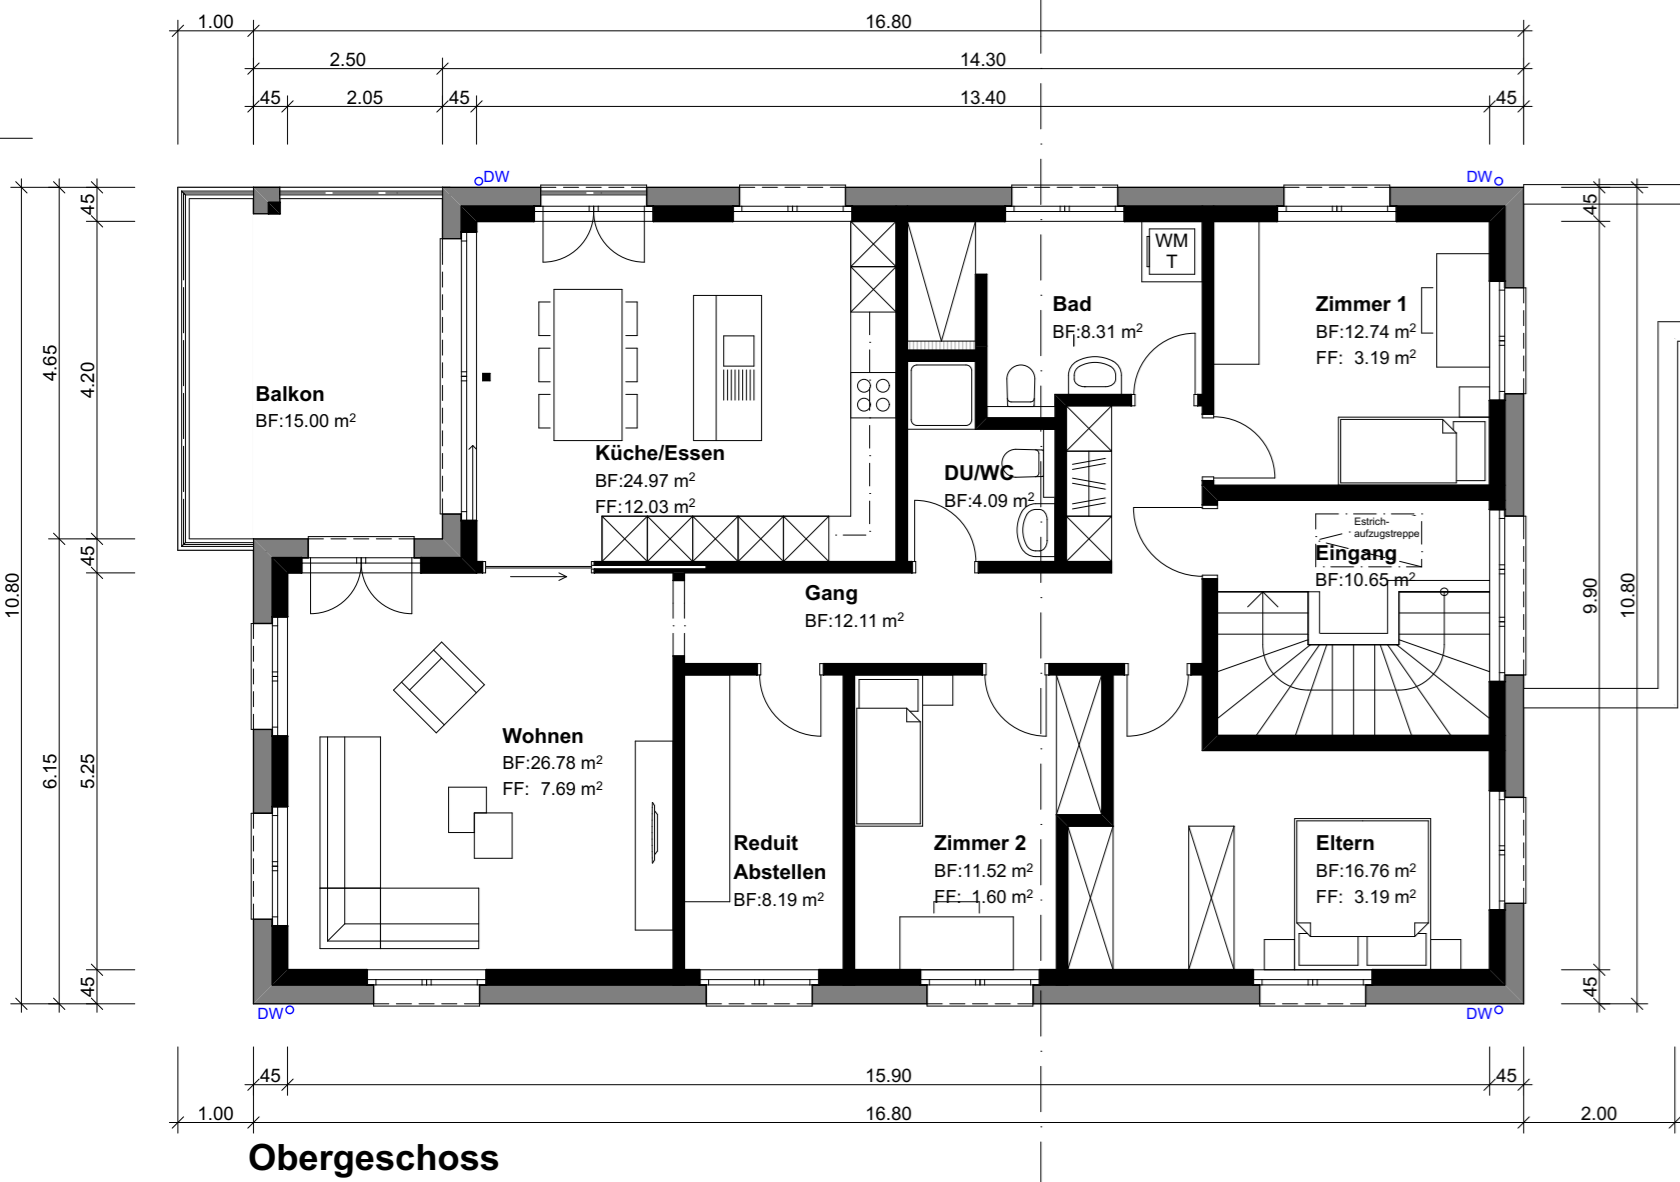 1.00 16.80
2.50 14.30
45 2.05 45 13.40 45
DW DW
45 45
WM
T
Bad
BF:8.31 m²
Zimmer 1
BF:12.74 m²
FF: 3.19 m²
4.65 4.20
Balkon
BF:15.00 m²
Küche/Essen
BF:24.97 m²
FF:12.03 m²
DU/WC
BF:4.09 m²
Estrich-
aufzugstreppe
Eingang
BF:10.65 m²
45
10.80
Gang
BF:12.11 m²
9.90 10.80
6.15 5.25
Wohnen
BF:26.78 m²
FF: 7.69 m²
Reduit
Abstellen
BF:8.19 m²
Zimmer 2
BF:11.52 m²
FF: 1.60 m²
Eltern
BF:16.76 m²
FF: 3.19 m²
45 45
DW DW
45 15.90 45
1.00 16.80 2.00
Obergeschoss